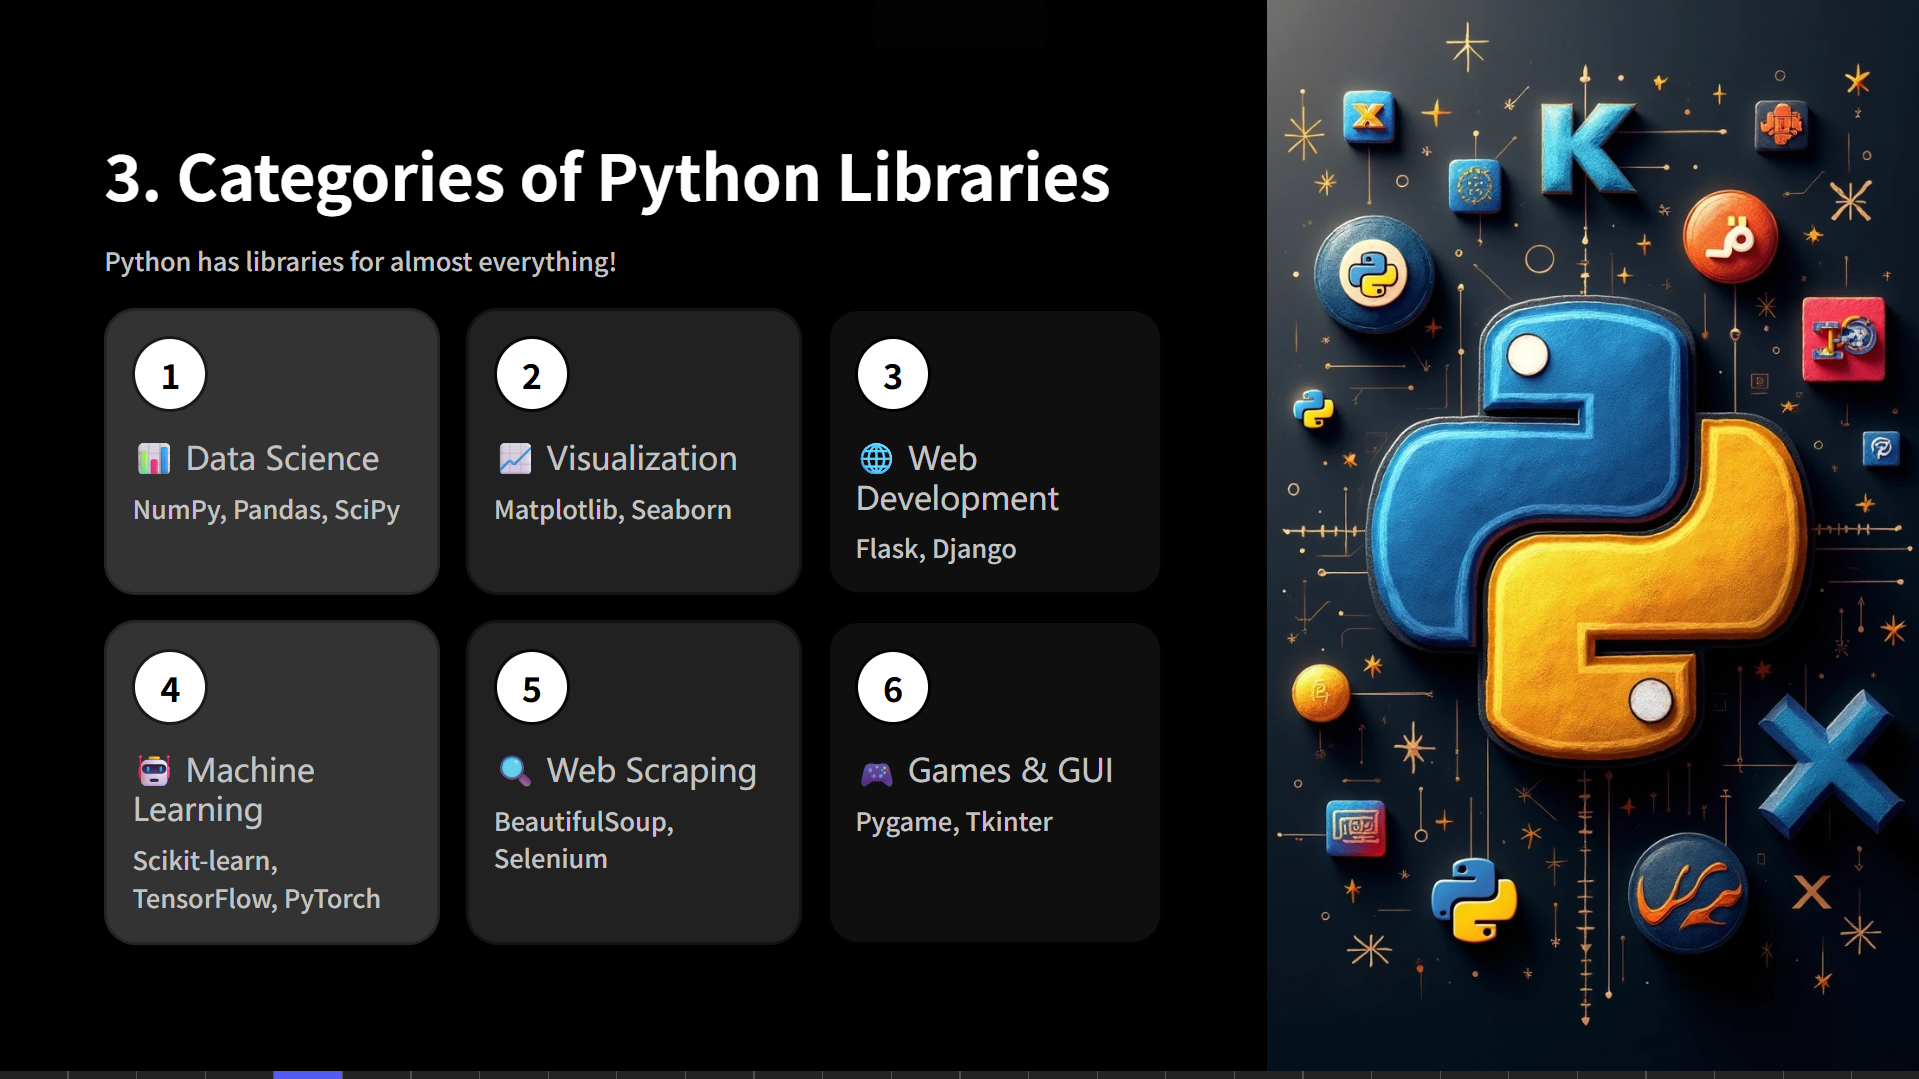 3. Categories of Python Libraries
Python has libraries for almost everything!
1
📊 Data Science
NumPy, Pandas, SciPy
2
📈 Visualization
Matplotlib, Seaborn
3
🌐 Web
Development
Flask, Django
4
🤖 Machine
Learning
Scikit-learn,
TensorFlow, PyTorch
5
🔍 Web Scraping
BeautifulSoup,
Selenium
6
🎮 Games & GUI
Pygame, Tkinter
X
K
X